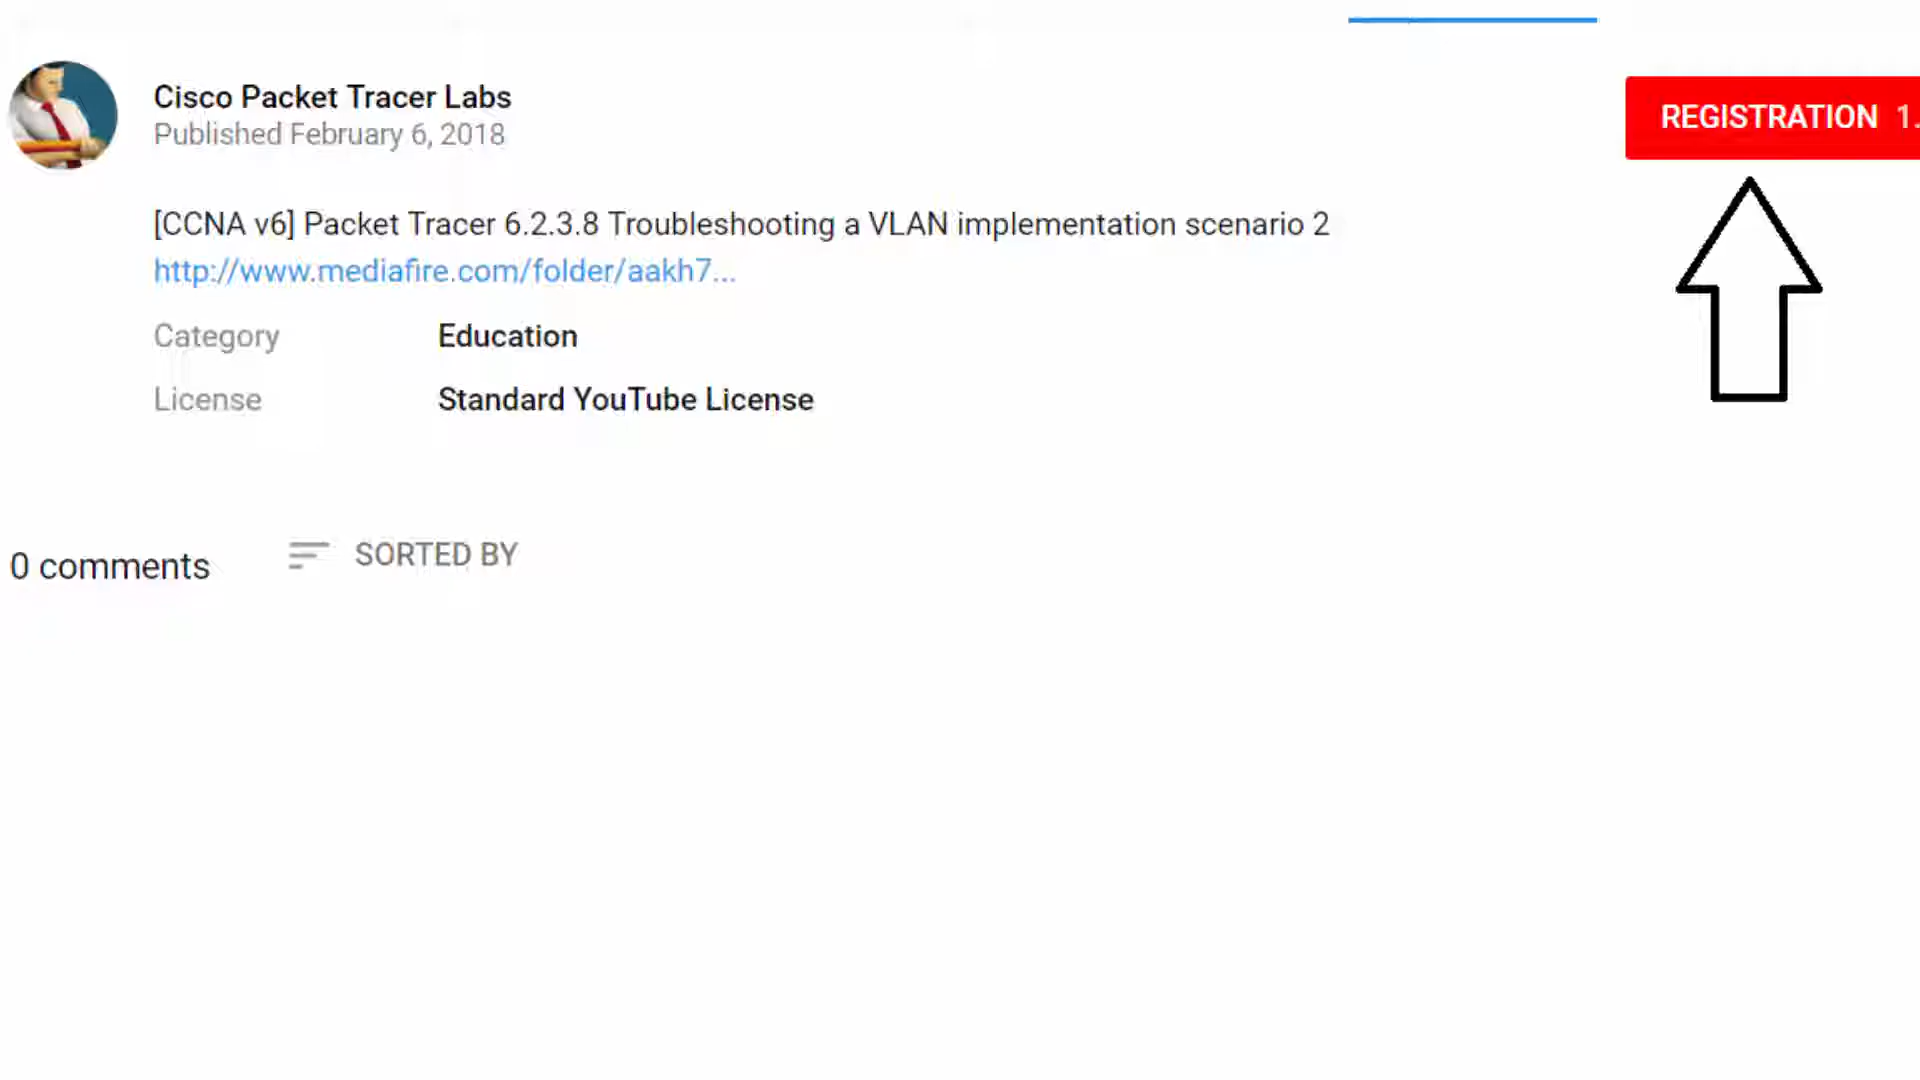 Cisco Packet Tracer Labs
Published February 6, 2018
REGISTRATION 1.
[CCNA v6] Packet Tracer 6.2.3.8 Troubleshooting a VLAN implementation scenario 2
http://www.mediafire.com/folder/aakh7...
Category Education
License Standard YouTube License
0 comments SORTED BY